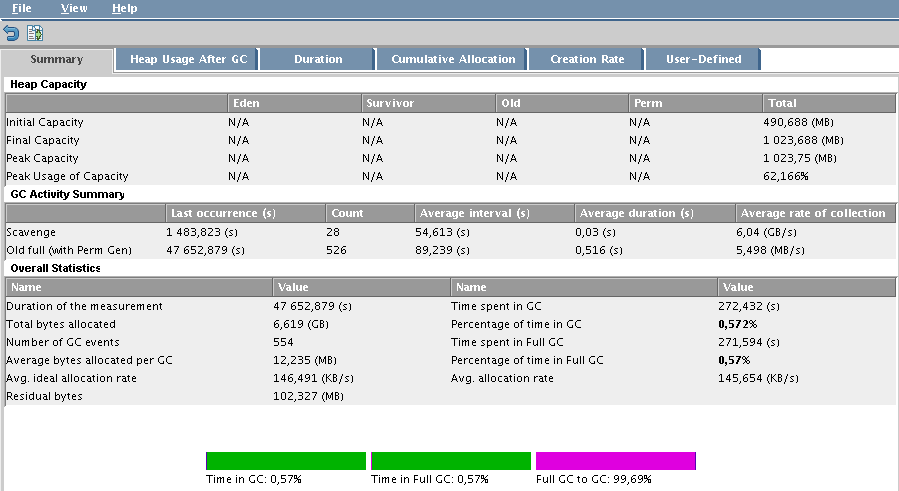 File View Help
Summary Heap Usage After GC Duration Cumulative Allocation Creation Rate User-Defined
Heap Capacity
Eden Survivor Old Perm Total
Initial Capacity N/A N/A N/A N/A 490,688 (MB)
Final Capacity N/A N/A N/A N/A 1 023,688 (MB)
Peak Capacity N/A N/A N/A N/A 1 023,75 (MB)
Peak Usage of Capacity N/A N/A N/A N/A 62,166%
GC Activity Summary
Last occurrence (s) Count Average interval (s) Average duration (s) Average rate of collection
Scavenge 1 483,823 (s) 28 54,613 (s) 0,03 (s) 6,04 (GB/s)
Old full (with Perm Gen) 47 652,879 (s) 526 89,239 (s) 0,516 (s) 5,498 (MB/s)
Overall Statistics
Name Value Name Value
Duration of the measurement 47 652,879 (s) Time spent in GC 272,432 (s)
Total bytes allocated 6,619 (GB) Percentage of time in GC 0,572%
Number of GC events 554 Time spent in Full GC 271,594 (s)
Average bytes allocated per GC 12,235 (MB) Percentage of time in Full GC 0,57%
Avg. ideal allocation rate 146,491 (KB/s) Avg. allocation rate 145,654 (KB/s)
Residual bytes 102,327 (MB)
Time in GC: 0,57% Time in Full GC: 0,57% Full GC to GC: 99,69%